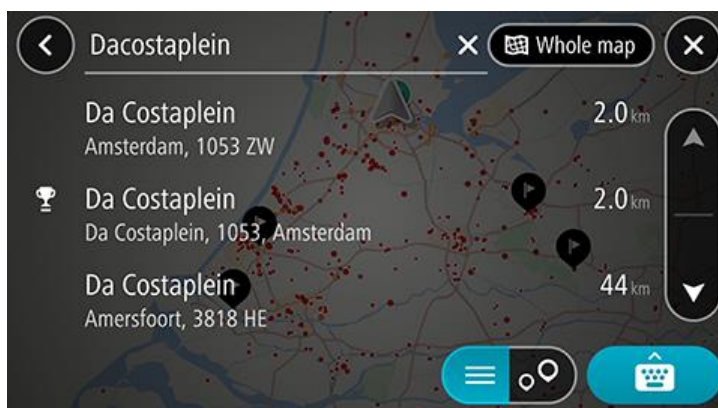 Dacostaplein
Whole map
Da Costaplein
2.0 km
Amsterdam, 1053 ZW
Da Costaplein
2.0 km
Da Costaplein, 1053, Amsterdam
Da Costaplein
44 km
Amersfoort, 3818 HE